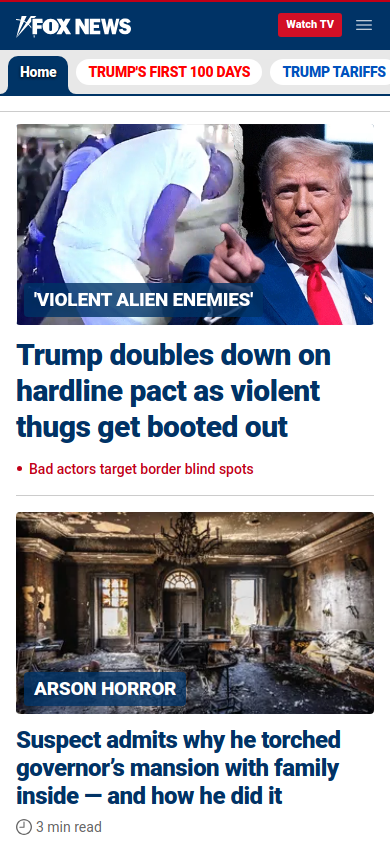 FOX NEWS
Watch TV
Home
TRUMP'S FIRST 100 DAYS
TRUMP TARIFFS
'VIOLENT ALIEN ENEMIES'
Trump doubles down on
hardline pact as violent
thugs get booted out
Bad actors target border blind spots
ARSON HORROR
Suspect admits why he torched
governor’s mansion with family
inside — and how he did it
3 min read